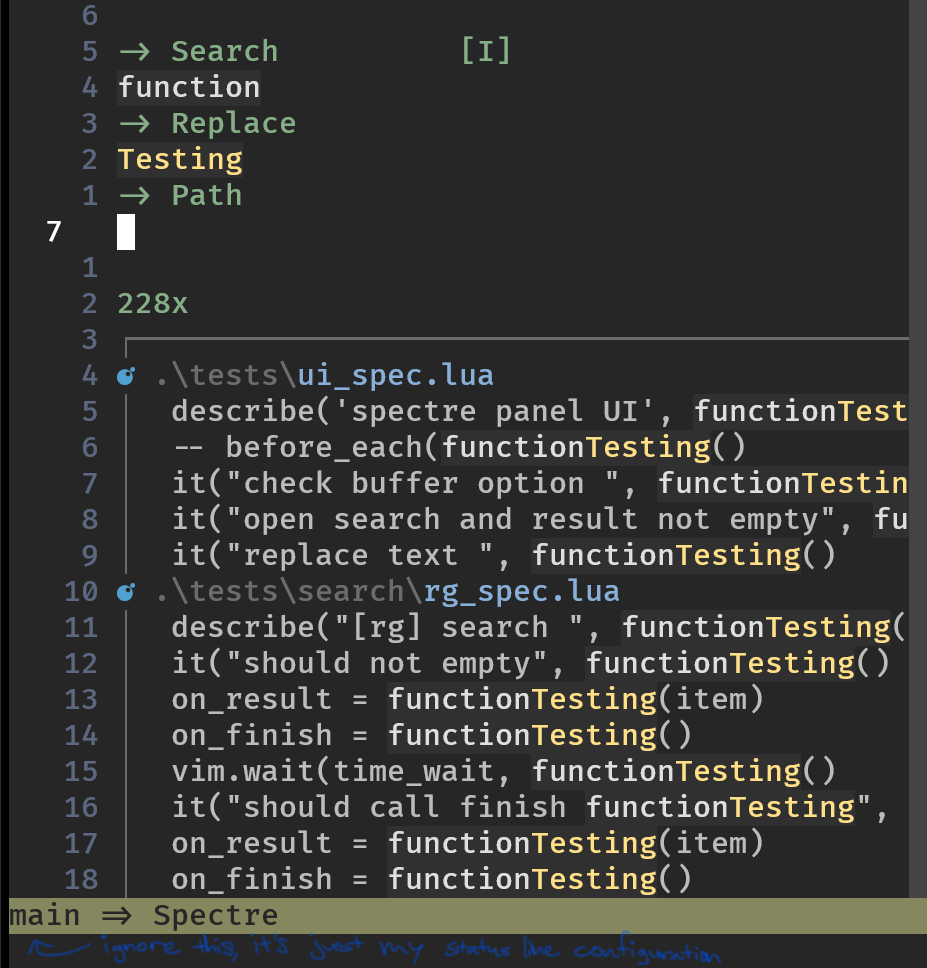 6
5 → Search [I]
4 function
3 → Replace
2 Testing
1 → Path
7
1
2 228x
3
4 .\tests\ui_spec.lua
5 describe('spectre panel UI', functionTest
6 -- before_each(functionTesting()
7 it("check buffer option ", functionTestin
8 it("open search and result not empty", fu
9 it("replace text ", functionTesting()
10 .\tests\search\rg_spec.lua
11 describe("[rg] search ", functionTesting(
12 it("should not empty", functionTesting()
13 on_result = functionTesting(item)
14 on_finish = functionTesting()
15 vim.wait(time_wait, functionTesting()
16 it("should call finish functionTesting",
17 on_result = functionTesting(item)
18 on_finish = functionTesting()
main ⇒ Spectre
ignore this, it's just my status line configuration